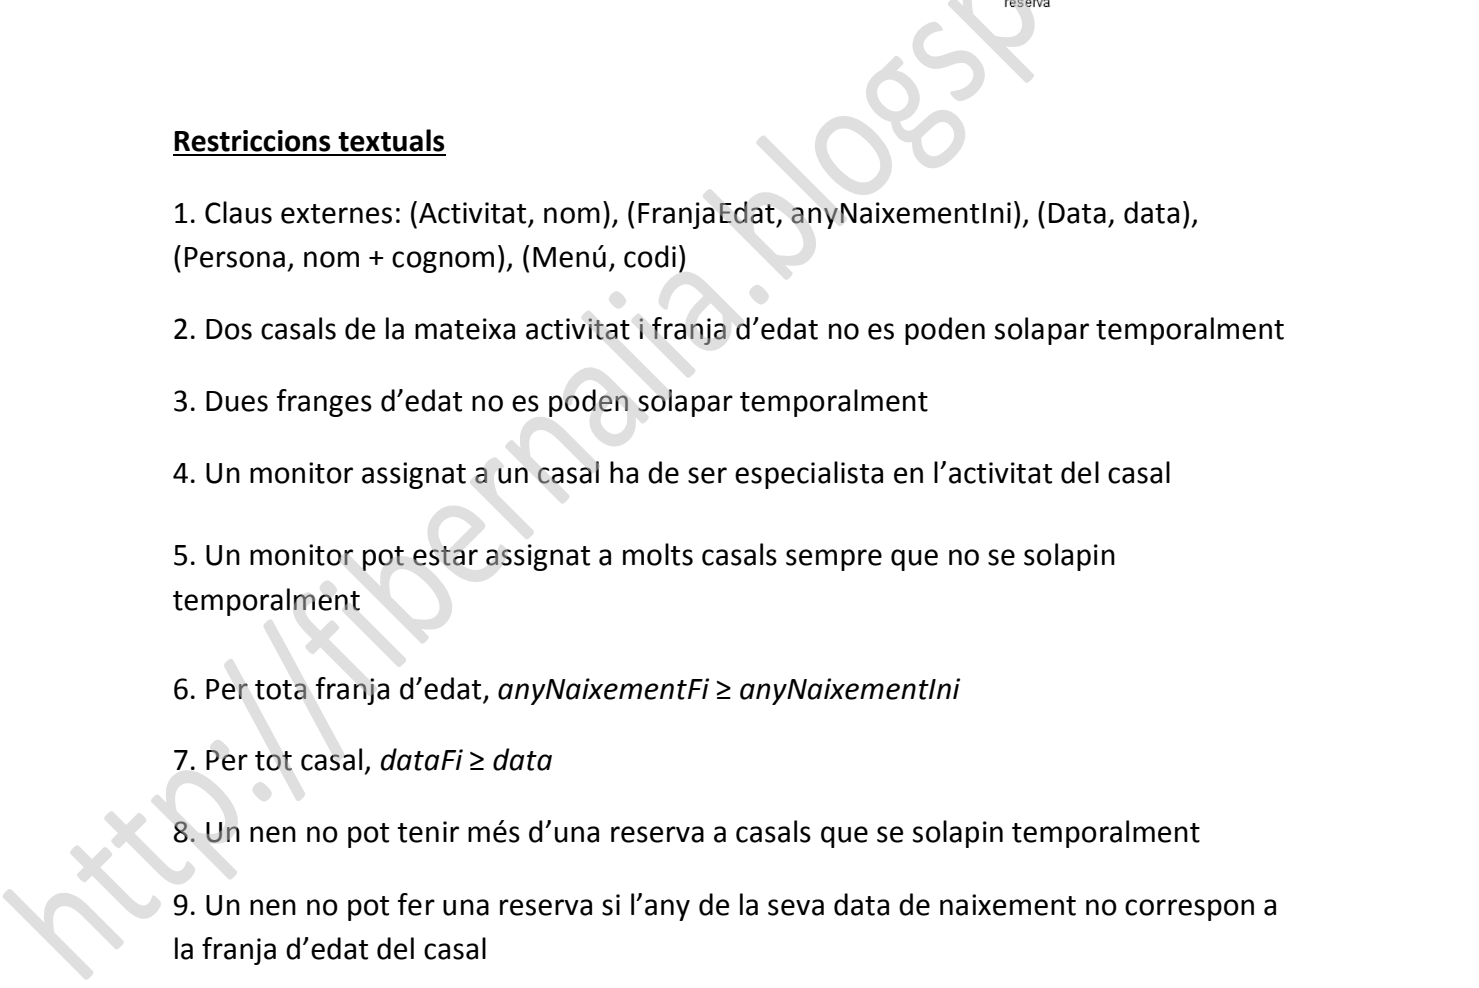 reserva
Restriccions textuals
1. Claus externes: (Activitat, nom), (FranjaEdat, anyNaixementIni), (Data, data),
(Persona, nom + cognom), (Menú, codi)
2. Dos casals de la mateixa activitat i franja d’edat no es poden solapar temporalment
3. Dues franges d’edat no es poden solapar temporalment
4. Un monitor assignat a un casal ha de ser especialista en l’activitat del casal
5. Un monitor pot estar assignat a molts casals sempre que no se solapin
temporalment
6. Per tota franja d’edat, anyNaixementFi ≥ anyNaixementIni
7. Per tot casal, dataFi ≥ data
8. Un nen no pot tenir més d’una reserva a casals que se solapin temporalment
9. Un nen no pot fer una reserva si l’any de la seva data de naixement no correspon a
la franja d’edat del casal
http://fibernalia.blogsp